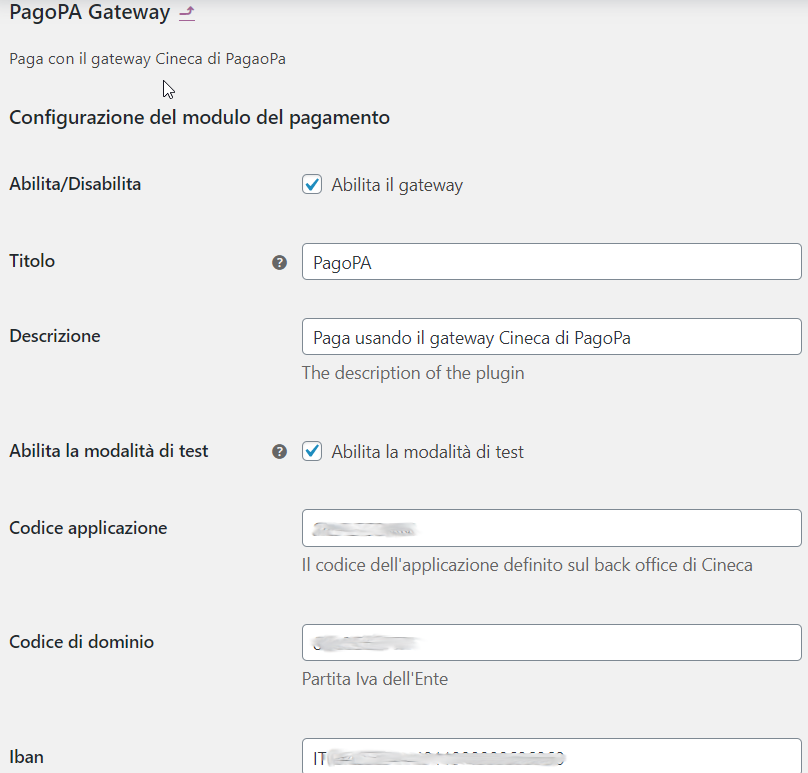 PagoPA Gateway
Paga con il gateway Cineca di PagaoPa
Configurazione del modulo del pagamento
Abilita/Disabilita
Abilita il gateway
Titolo
PagoPA
Descrizione
Paga usando il gateway Cineca di PagoPa
The description of the plugin
Abilita la modalità di test
Abilita la modalità di test
Codice applicazione
Il codice dell'applicazione definito sul back office di Cineca
Codice di dominio
Partita Iva dell'Ente
Iban
IT